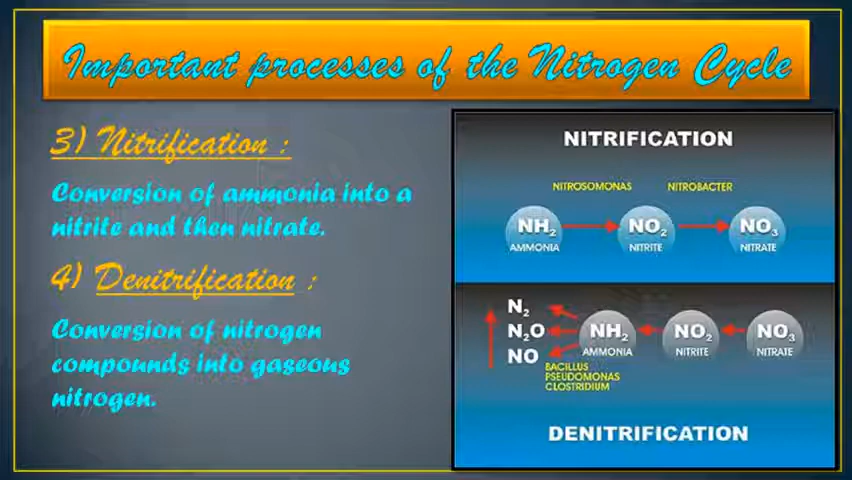 Important processes of the Nitrogen Cycle
3) Nitrification :
Conversion of ammonia into a
nitrite and then nitrate.
4) Denitrification :
Conversion of nitrogen
compounds into gaseous
nitrogen.
NITRIFICATION
NITROSOMONAS NITROBACTER
NH₂ NO₂ NO₃
AMMONIA NITRITE NITRATE
N₂
N₂O NH₂ NO₂ NO₃
NO AMMONIA NITRITE NITRATE
BACILLUS
PSEUDOMONAS
CLOSTRIDIUM
DENITRIFICATION